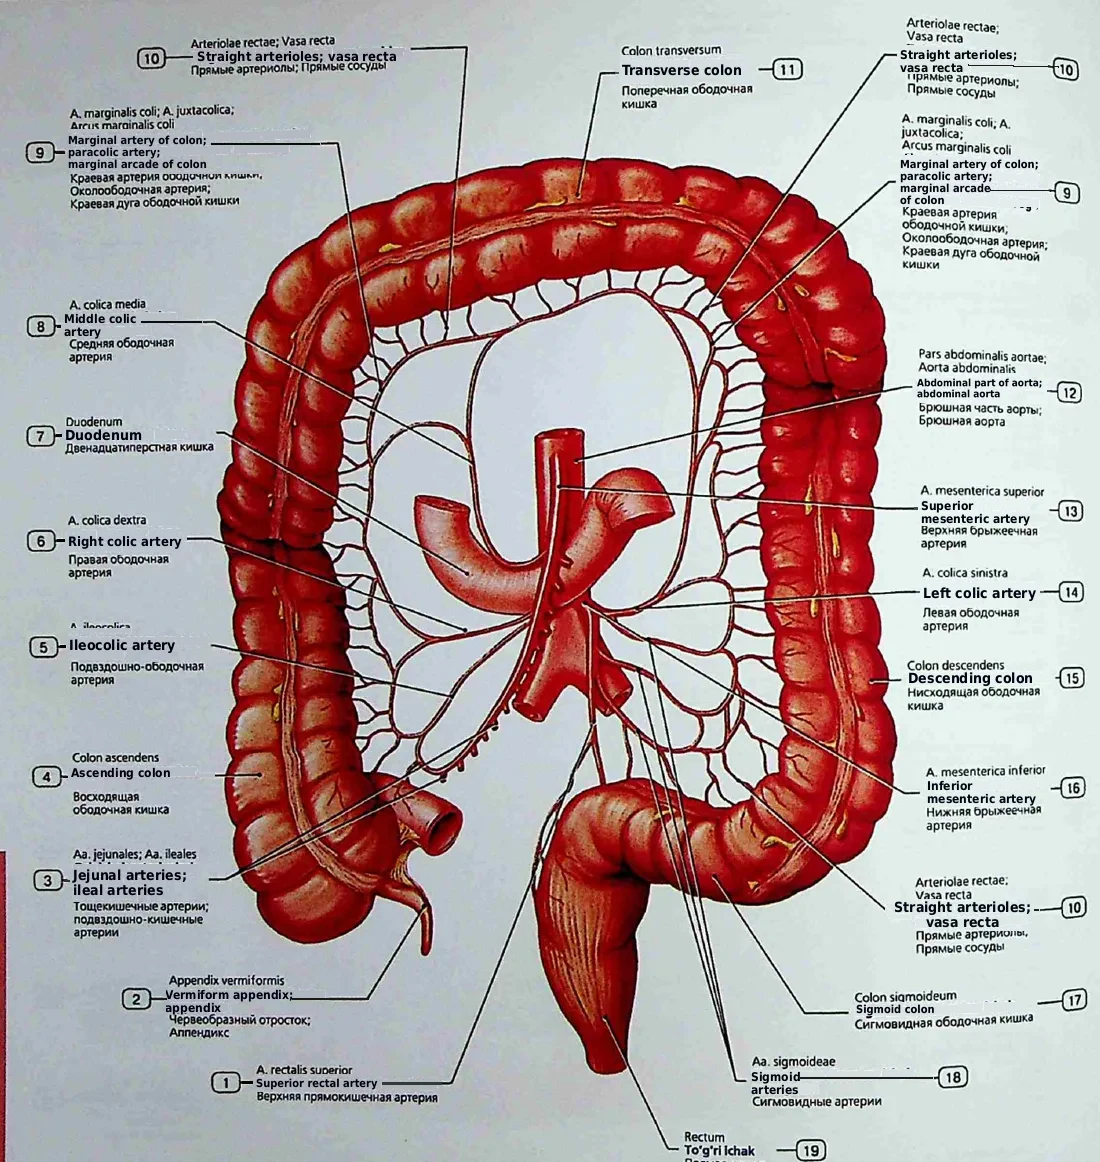 Arteriolae rectae; Vasa recta
10 Straight arterioles; vasa recta
Прямые артериолы; Прямые сосуды
A. marginalis coli; A. juxtacolica;
Arcus marginalis coli
9 Marginal artery of colon;
paracolic artery;
marginal arcade of colon
Краевая артерия ободочной кишки;
Околоободочная артерия;
Краевая дуга ободочной кишки
A. colica media
8 Middle colic
artery
Средняя ободочная
артерия
Duodenum
7 Duodenum
Двенадцатиперстная кишка
A. colica dextra
6 Right colic artery
Правая ободочная
артерия
A. ileocolica
5 Ileocolic artery
Подвздошно-ободочная
артерия
Colon ascendens
4 Ascending colon
Восходящая
ободочная кишка
Aa. jejunales; Aa. ileales
3 Jejunal arteries;
ileal arteries
Тощекишечные артерии;
подвздошно-кишечные
артерии
Appendix vermiformis
2 Vermiform appendix;
appendix
Червеобразный отросток;
Аппендикс
A. rectalis superior
1 Superior rectal artery
Верхняя прямокишечная артерия
Colon transversum
Transverse colon 11
Поперечная ободочная
кишка
Arteriolae rectae;
Vasa recta
Straight arterioles;
vasa recta 10
Прямые артериолы;
Прямые сосуды
A. marginalis coli; A.
juxtacolica;
Arcus marginalis coli
Marginal artery of colon;
paracolic artery;
marginal arcade 9
of colon
Краевая артерия
ободочной кишки;
Околоободочная артерия;
Краевая дуга ободочной
кишки
Pars abdominalis aortae;
Aorta abdominalis
Abdominal part of aorta; 12
abdominal aorta
Брюшная часть аорты;
Брюшная аорта
A. mesenterica superior
Superior 13
mesenteric artery
Верхняя брыжеечная
артерия
A. colica sinistra
Left colic artery 14
Левая ободочная
артерия
Colon descendens
Descending colon 15
Нисходящая ободочная
кишка
A. mesenterica inferior
Inferior 16
mesenteric artery
Нижняя брыжеечная
артерия
Arteriolae rectae;
Vasa recta
Straight arterioles; 10
vasa recta
Прямые артериолы,
Прямые сосуды
Colon sigmoideum
Sigmoid colon 17
Сигмовидная ободочная кишка
Aa. sigmoideae
Sigmoid 18
arteries
Сигмовидные артерии
Rectum
To'g'ri Ichak 19